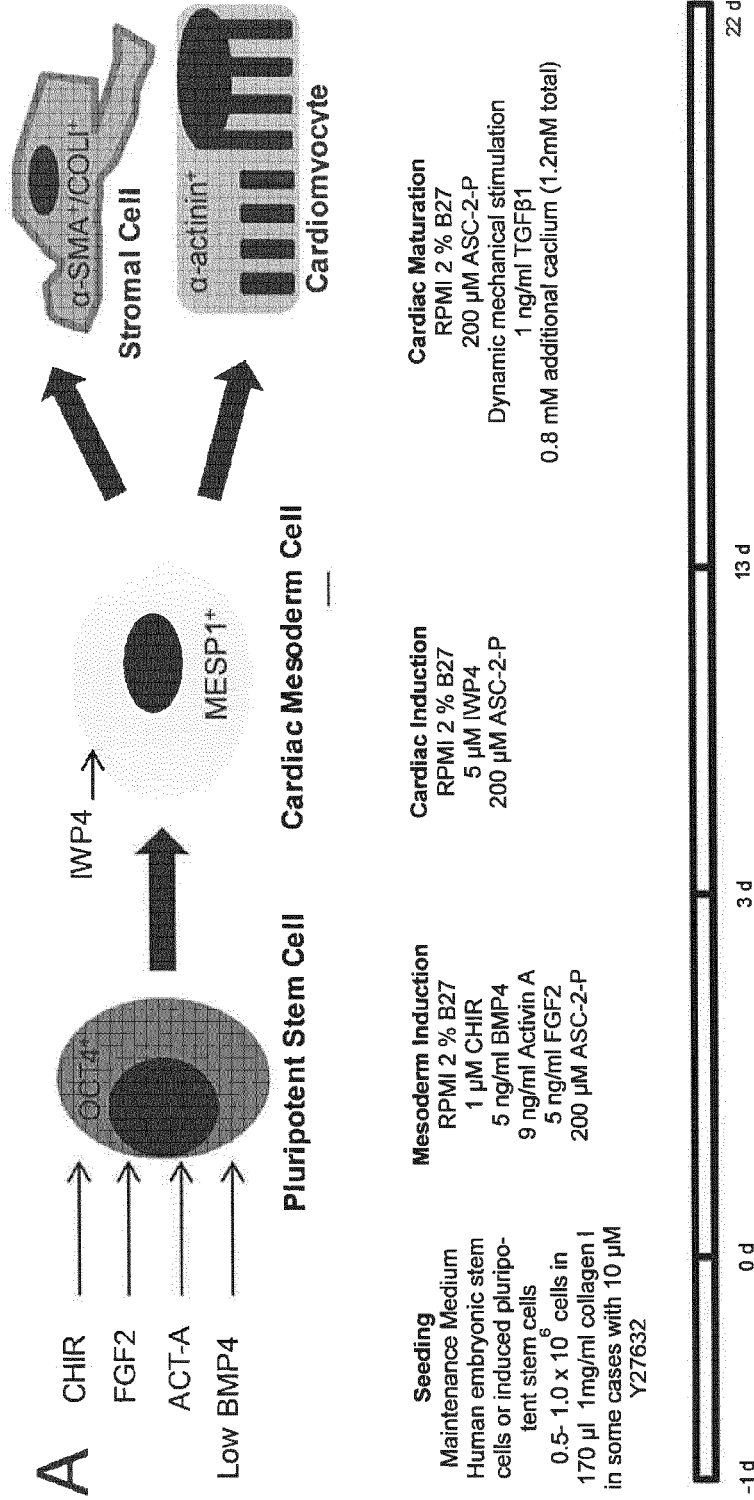 A
CHIR
FGF2
ACT-A
Low BMP4
OCT4⁺
Pluripotent Stem Cell
IWP4
MESP1⁺
Cardiac Mesoderm Cell
α-SMA⁺/COLI⁺
Stromal Cell
α-actinin⁺
Cardiomyocyte
Seeding
Maintenance Medium
Human embryonic stem
cells or induced pluripo-
tent stem cells
0.5- 1.0 x 10⁶ cells in
170 µl 1mg/ml collagen I
in some cases with 10 µM
Y27632
Mesoderm Induction
RPMI 2 % B27
1 µM CHIR
5 ng/ml BMP4
9 ng/ml Activin A
5 ng/ml FGF2
200 µM ASC-2-P
Cardiac Induction
RPMI 2 % B27
5 µM IWP4
200 µM ASC-2-P
Cardiac Maturation
RPMI 2 % B27
200 µM ASC-2-P
Dynamic mechanical stimulation
1 ng/ml TGFβ1
0.8 mM additional caclium (1.2mM total)
-1 d
0 d
3 d
13 d
22 d